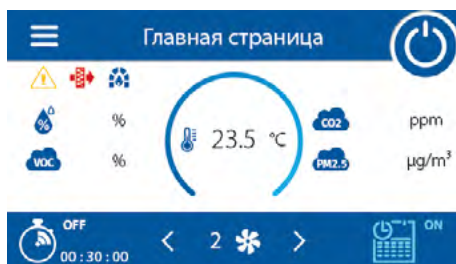 Главная страница
% % CO2 ppm
23.5 °C
VOC % PM2.5 µg/m³
OFF ON
< 2 >
00:30:00